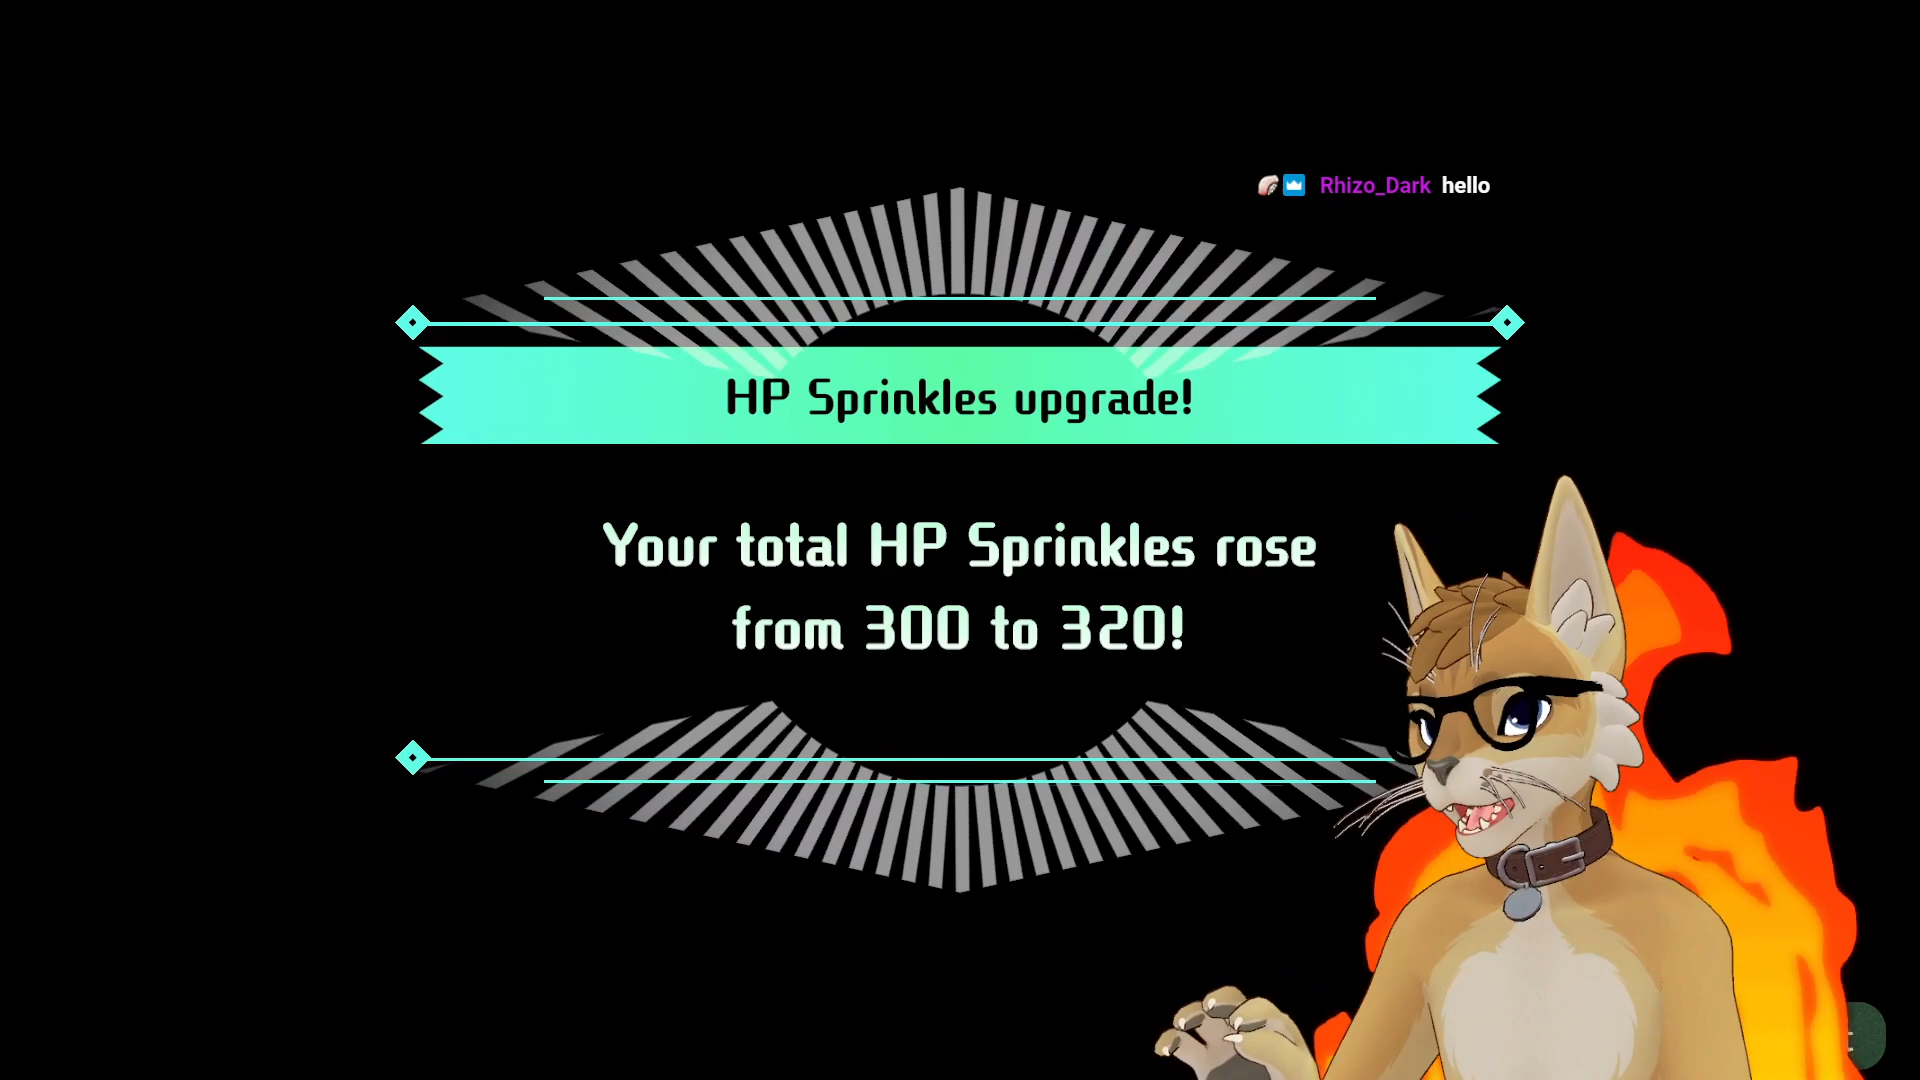 Rhizo_Dark hello
HP Sprinkles upgrade!
Your total HP Sprinkles rose
from 300 to 320!